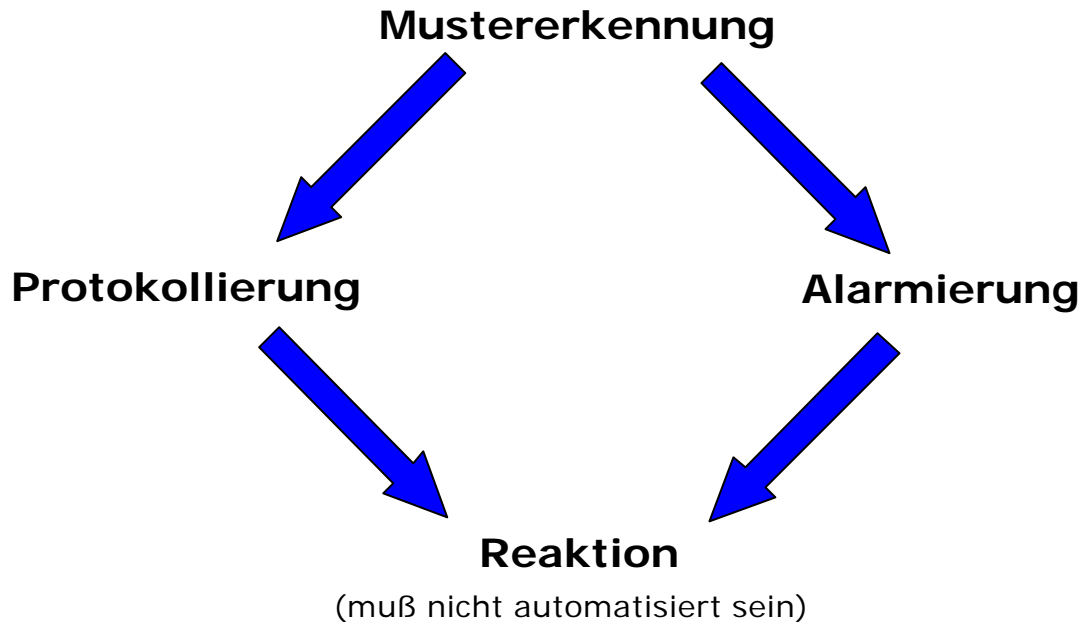 Mustererkennung
Protokollierung
Alarmierung
Reaktion
(muß nicht automatisiert sein)